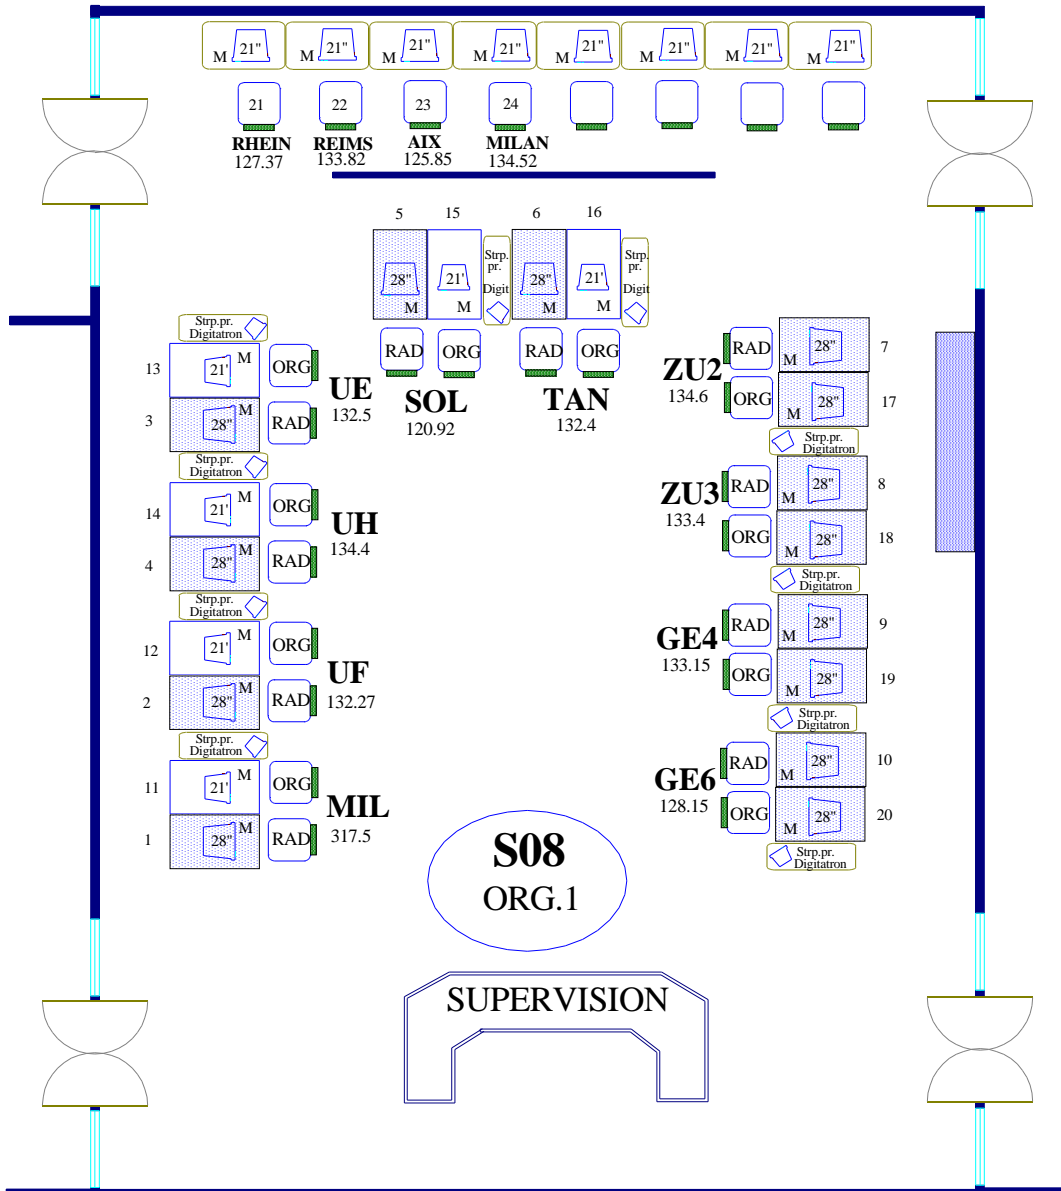 M 21" M 21" M 21" M 21" M 21" M 21" M 21" M 21"
21 22 23 24
RHEIN REIMS AIX MILAN
127.37 133.82 125.85 134.52
5 15 6 16
28" M 21' M Strp. pr. Digit 28" M 21' M Strp. pr. Digit
RAD ORG RAD ORG
SOL
120.92
TAN
132.4
Strp.pr.
Digitatron
13 21' M ORG
UE
132.5
3 28" M RAD
Strp.pr.
Digitatron
14 21' M ORG
UH
134.4
4 28" M RAD
Strp.pr.
Digitatron
12 21' M ORG
UF
132.27
2 28" M RAD
Strp.pr.
Digitatron
11 21' M ORG
MIL
317.5
1 28" M RAD
ZU2
134.6
RAD M 28" 7
ORG M 28" 17
Strp.pr.
Digitatron
ZU3
133.4
RAD M 28" 8
ORG M 28" 18
Strp.pr.
Digitatron
GE4
133.15
RAD M 28" 9
ORG M 28" 19
Strp.pr.
Digitatron
GE6
128.15
RAD M 28" 10
ORG M 28" 20
Strp.pr.
Digitatron
S08
ORG.1
SUPERVISION